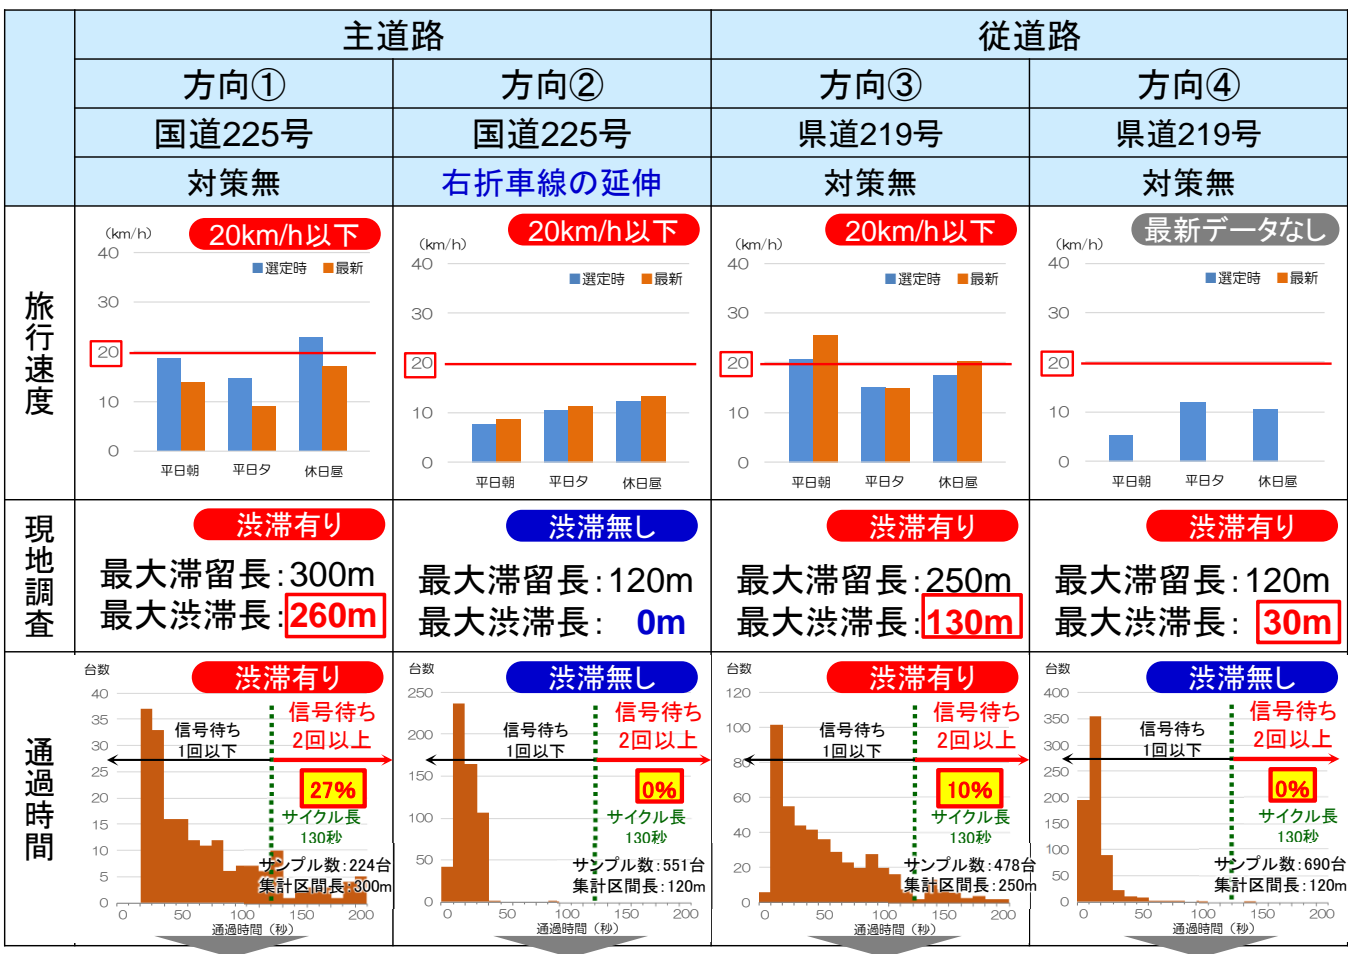 主道路
従道路
方向①
方向②
方向③
方向④
国道225号
国道225号
県道219号
県道219号
対策無
右折車線の延伸
対策無
対策無
旅行速度
(km/h)
20km/h以下
選定時 最新
40
30
20
10
0
平日朝 平日夕 休日昼
(km/h)
20km/h以下
選定時 最新
40
30
20
10
0
平日朝 平日夕 休日昼
(km/h)
20km/h以下
選定時 最新
40
30
20
10
0
平日朝 平日夕 休日昼
(km/h)
最新データなし
選定時 最新
40
30
20
10
0
平日朝 平日夕 休日昼
現地調査
渋滞有り
最大滞留長:300m
最大渋滞長:260m
渋滞無し
最大滞留長:120m
最大渋滞長: 0m
渋滞有り
最大滞留長:250m
最大渋滞長:130m
渋滞有り
最大滞留長:120m
最大渋滞長: 30m
通過時間
台数
渋滞有り
40
35
30
25
20
15
10
5
0
信号待ち
1回以下
信号待ち
2回以上
27%
サイクル長
130秒
サンプル数:224台
集計区間長:300m
0 50 100 150 200
通過時間(秒)
台数
渋滞無し
250
200
150
100
50
0
信号待ち
1回以下
信号待ち
2回以上
0%
サイクル長
130秒
サンプル数:551台
集計区間長:120m
0 50 100 150 200
通過時間(秒)
台数
渋滞有り
120
100
80
60
40
20
0
信号待ち
1回以下
信号待ち
2回以上
10%
サイクル長
130秒
サンプル数:478台
集計区間長:250m
0 50 100 150 200
通過時間(秒)
台数
渋滞無し
400
350
300
250
200
150
100
50
0
信号待ち
1回以下
信号待ち
2回以上
0%
サイクル長
130秒
サンプル数:690台
集計区間長:120m
0 50 100 150 200
通過時間(秒)